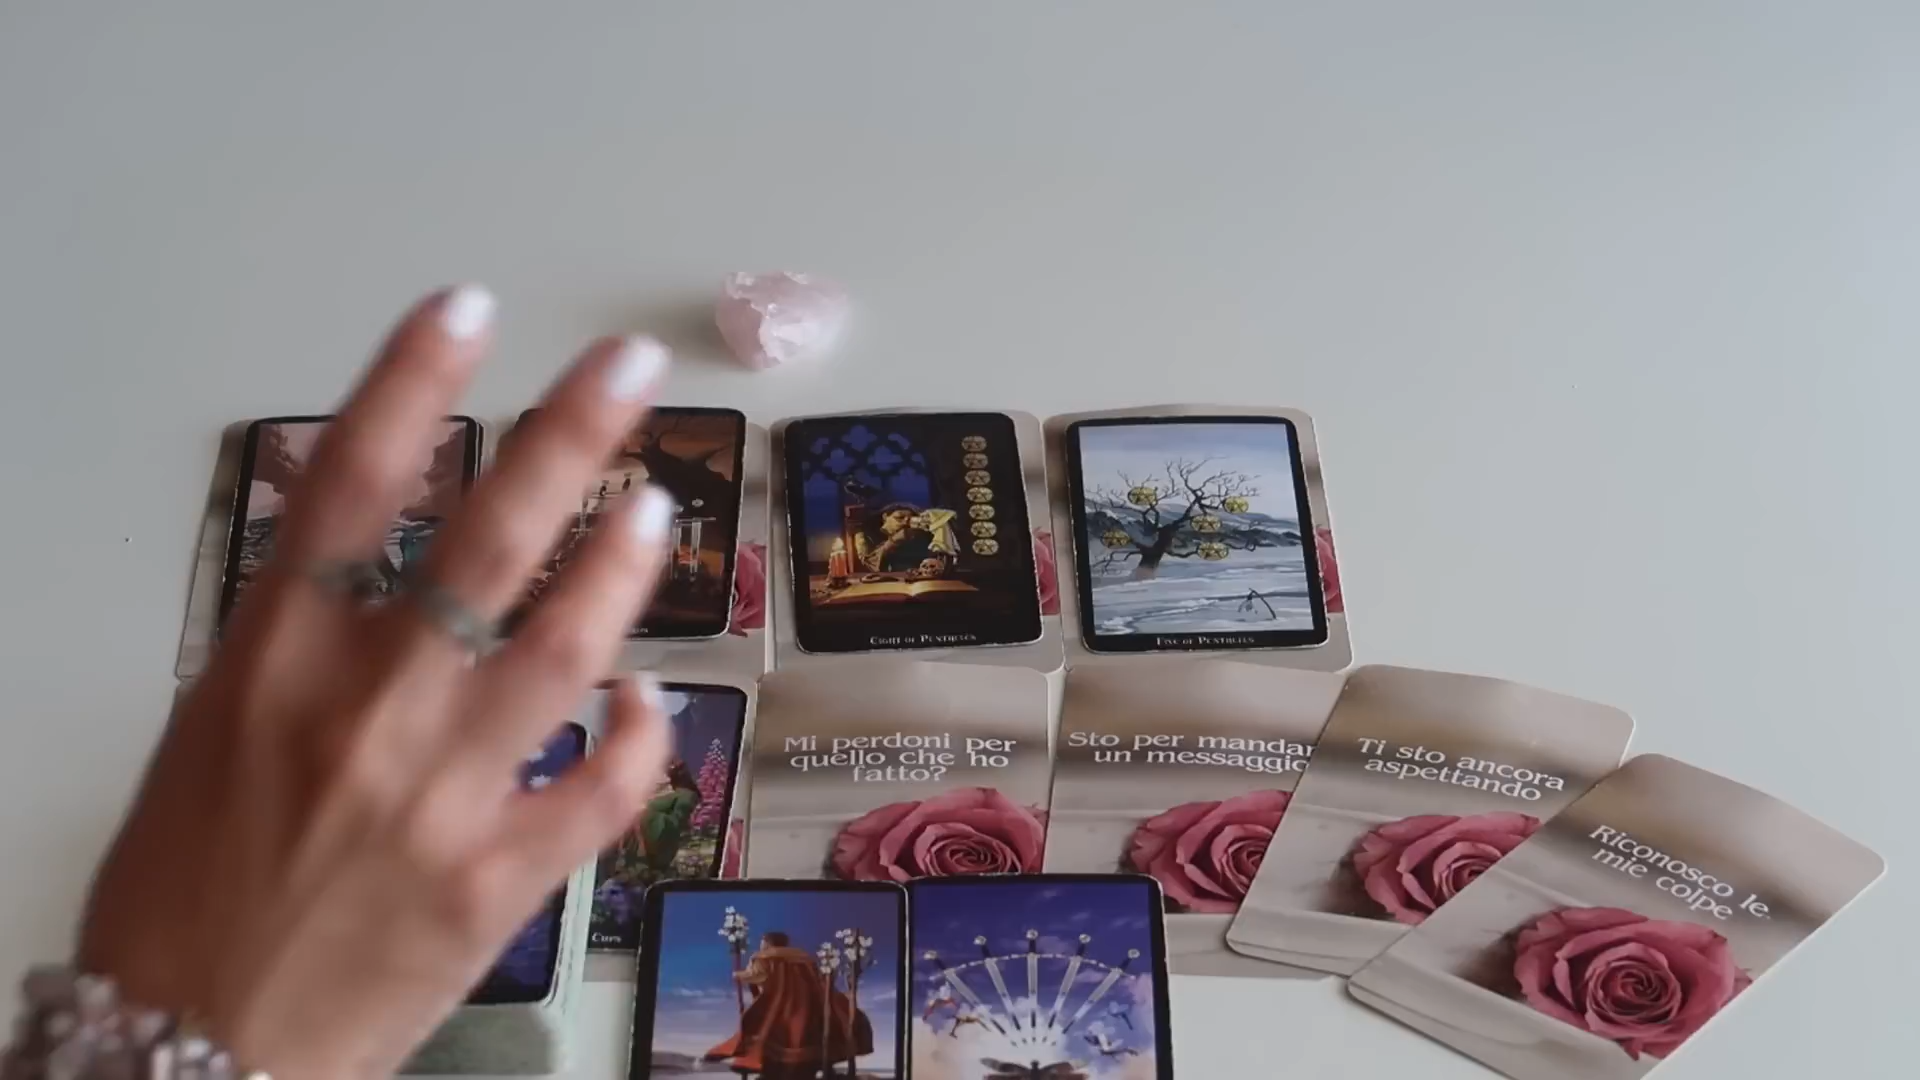 Eight of Pentacles
Five of Pentacles
Mi perdoni per
quello che ho
fatto?
Sto per mandar
un messaggio
Ti sto ancora
aspettando
Riconosco le
mie colpe
Cups